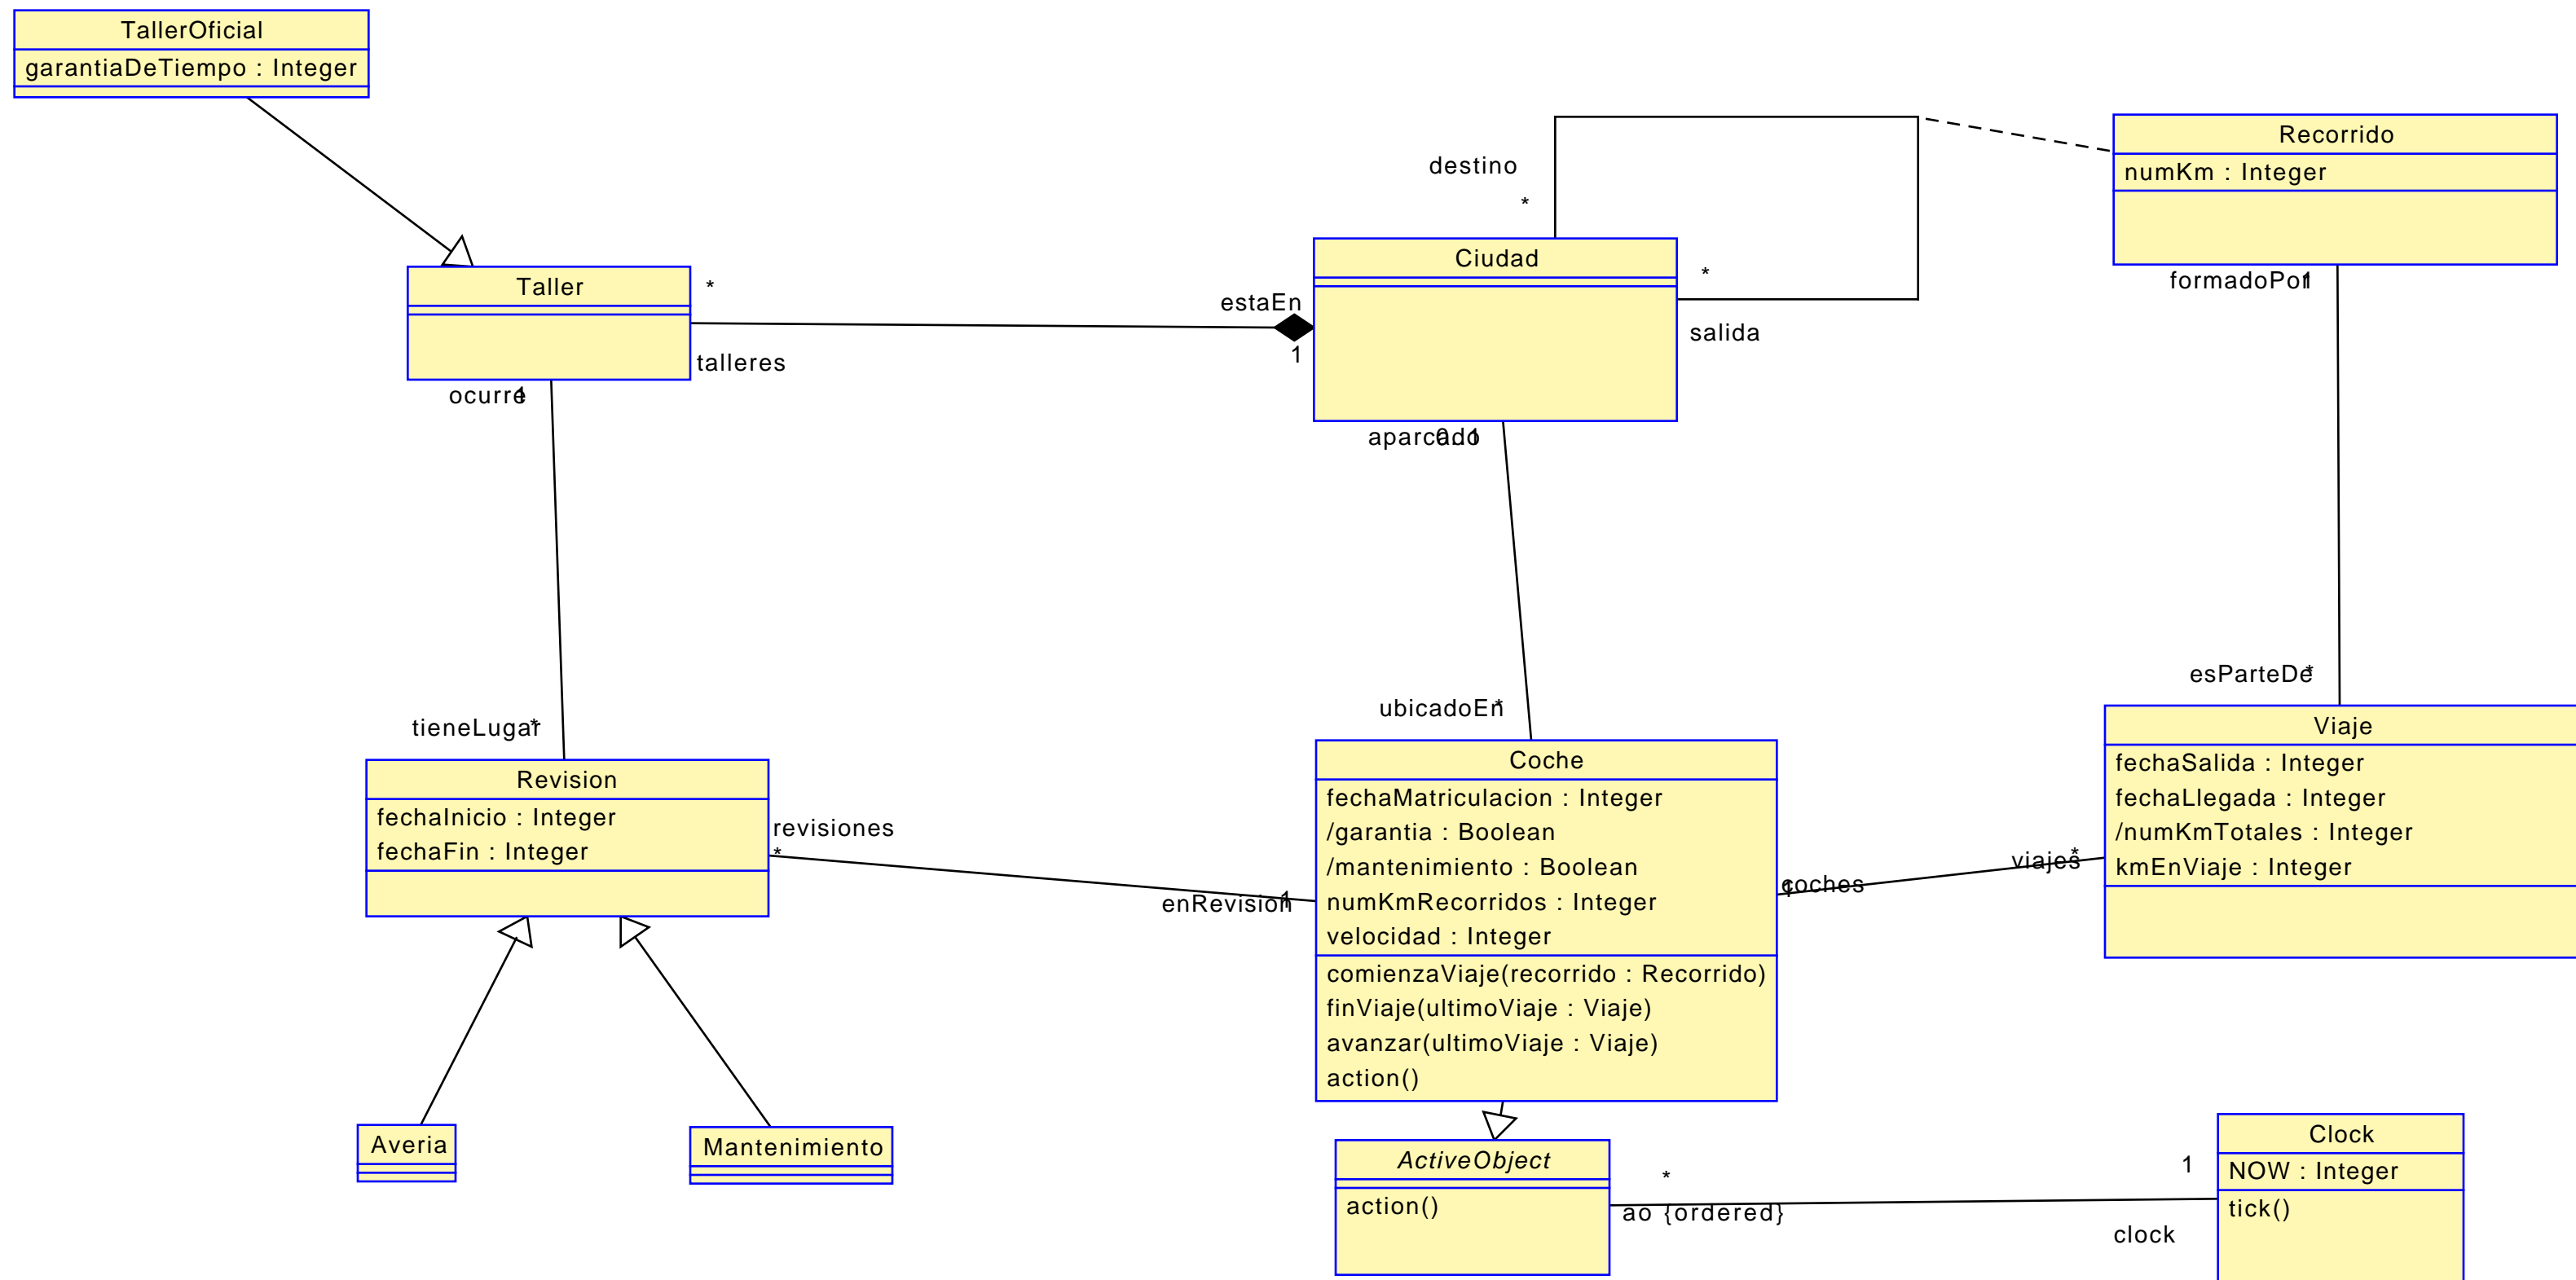 TallerOficial
garantiaDeTiempo : Integer
Recorrido
numKm : Integer
destino
*
Ciudad
*
salida
formadoPor
1
Taller
*
estaEn
1
talleres
ocurre
1
aparcado
0..1
tieneLugar
*
ubicadoEn
*
esParteDe
*
Revision
fechaInicio : Integer
fechaFin : Integer
revisiones
*
enRevision
1
Coche
fechaMatriculacion : Integer
/garantia : Boolean
/mantenimiento : Boolean
numKmRecorridos : Integer
velocidad : Integer
comienzaViaje(recorrido : Recorrido)
finViaje(ultimoViaje : Viaje)
avanzar(ultimoViaje : Viaje)
action()
coches
1
viajes
*
Viaje
fechaSalida : Integer
fechaLlegada : Integer
/numKmTotales : Integer
kmEnViaje : Integer
Averia
Mantenimiento
ActiveObject
action()
*
ao {ordered}
1
clock
Clock
NOW : Integer
tick()